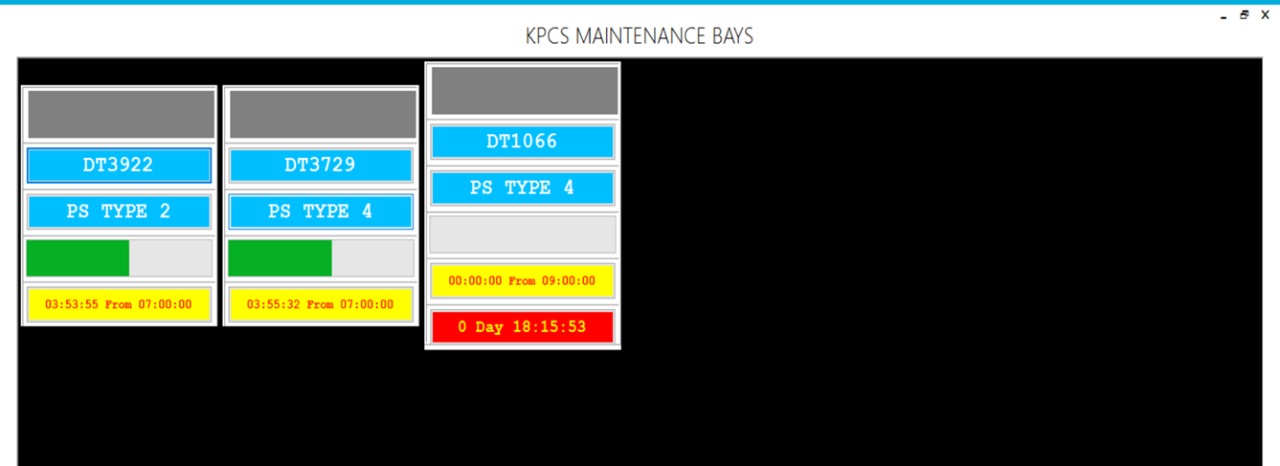 KPCS MAINTENANCE BAYS
DT3922
PS TYPE 2
03:53:55 From 07:00:00
DT3729
PS TYPE 4
03:55:32 From 07:00:00
DT1066
PS TYPE 4
00:00:00 From 09:00:00
0 Day 18:15:53